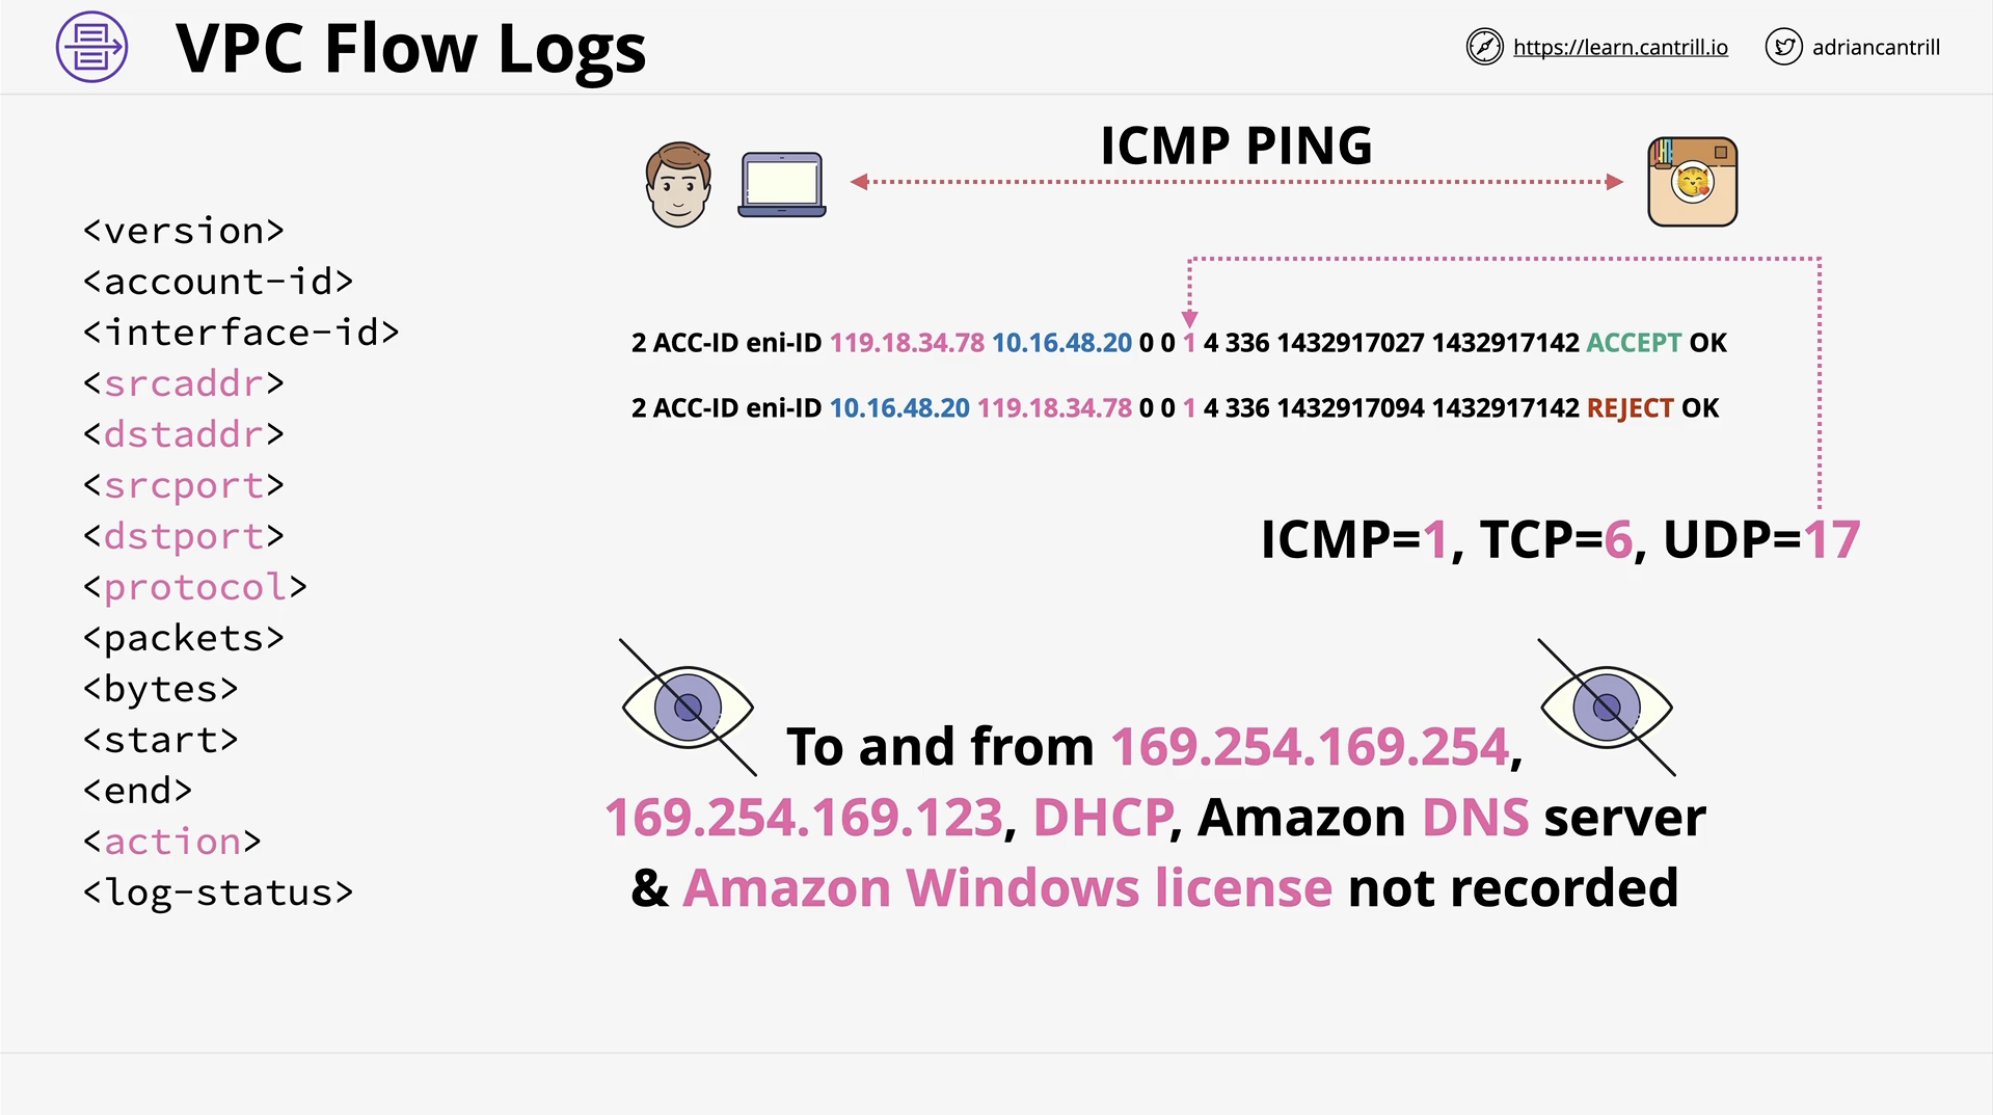 VPC Flow Logs
https://learn.cantrill.io
adriancantrill
ICMP PING
<version>
<account-id>
<interface-id>
<srcaddr>
<dstaddr>
<srcport>
<dstport>
<protocol>
<packets>
<bytes>
<start>
<end>
<action>
<log-status>
2 ACC-ID eni-ID 119.18.34.78 10.16.48.20 0 0 1 4 336 1432917027 1432917142 ACCEPT OK
2 ACC-ID eni-ID 10.16.48.20 119.18.34.78 0 0 1 4 336 1432917094 1432917142 REJECT OK
ICMP=1, TCP=6, UDP=17
To and from 169.254.169.254,
169.254.169.123, DHCP, Amazon DNS server
& Amazon Windows license not recorded